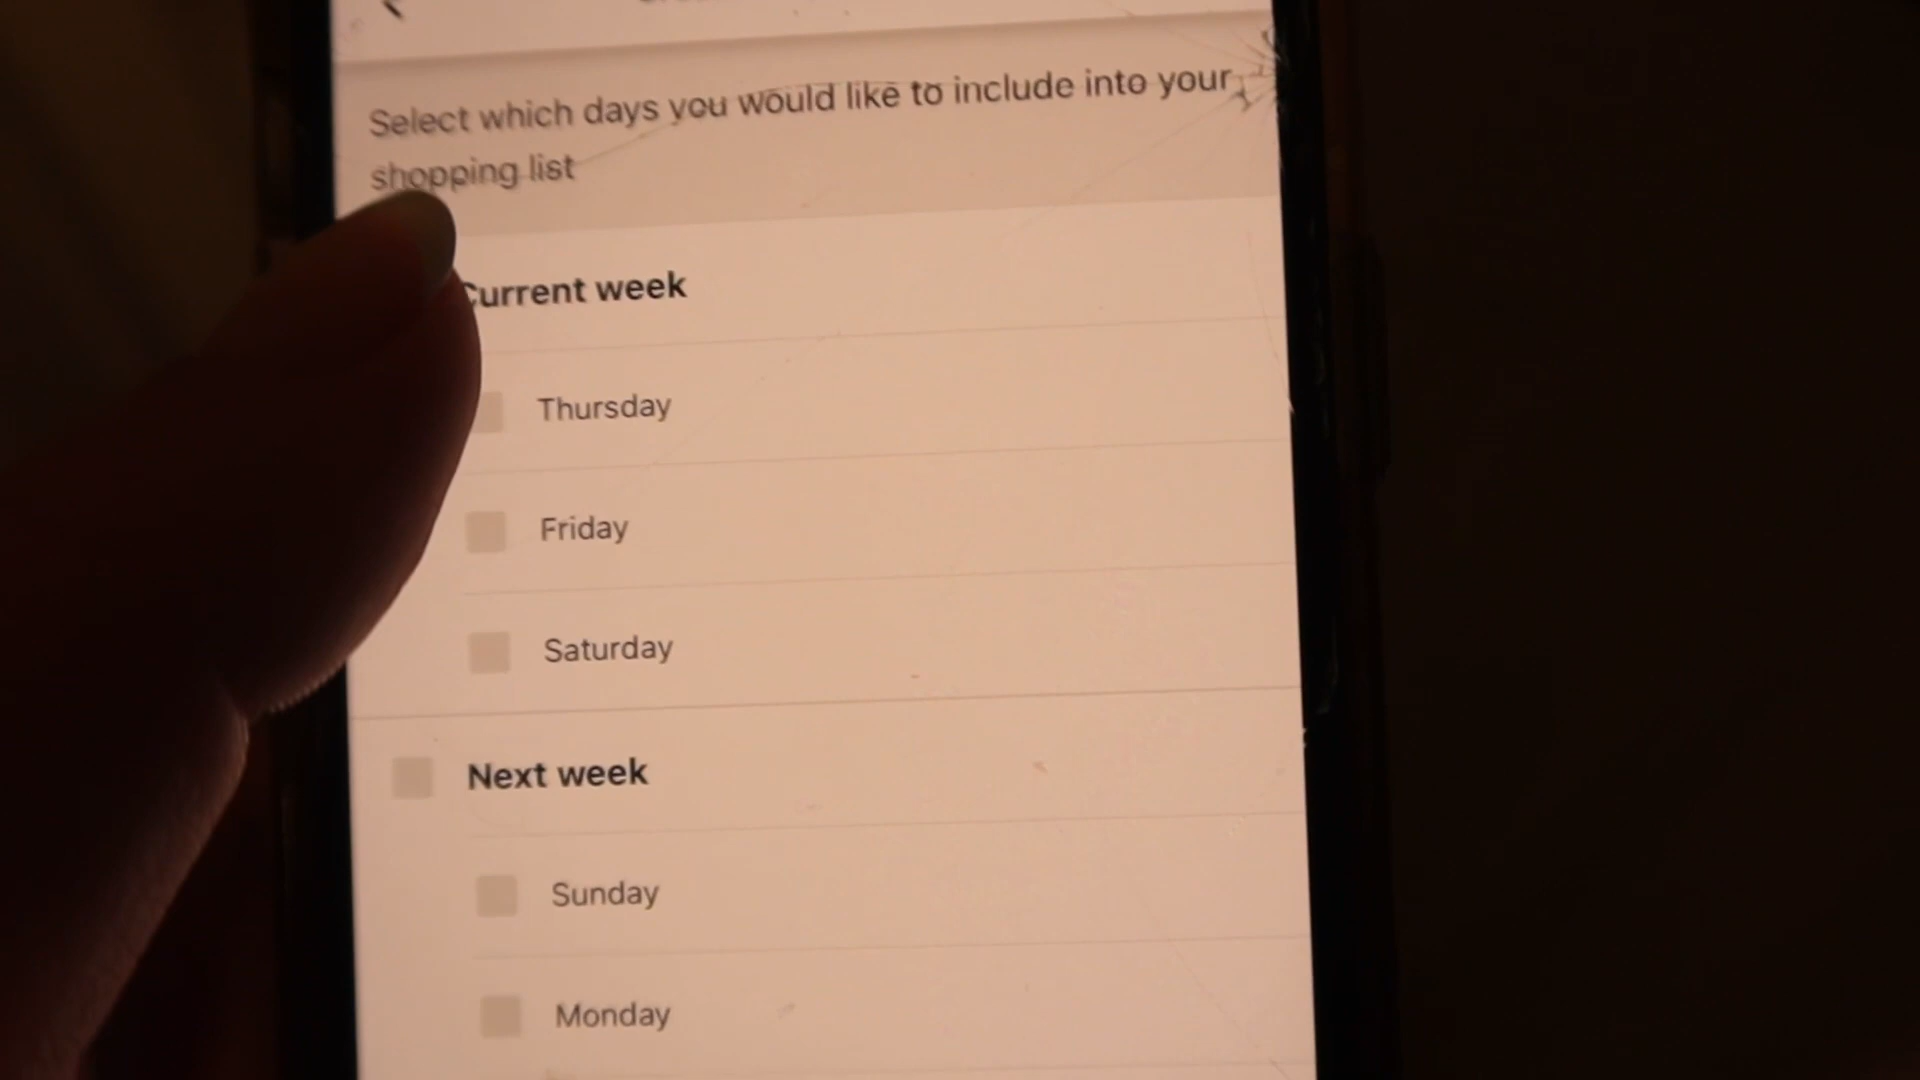 Select which days you would like to include into your
shopping list
Current week
Thursday
Friday
Saturday
Next week
Sunday
Monday